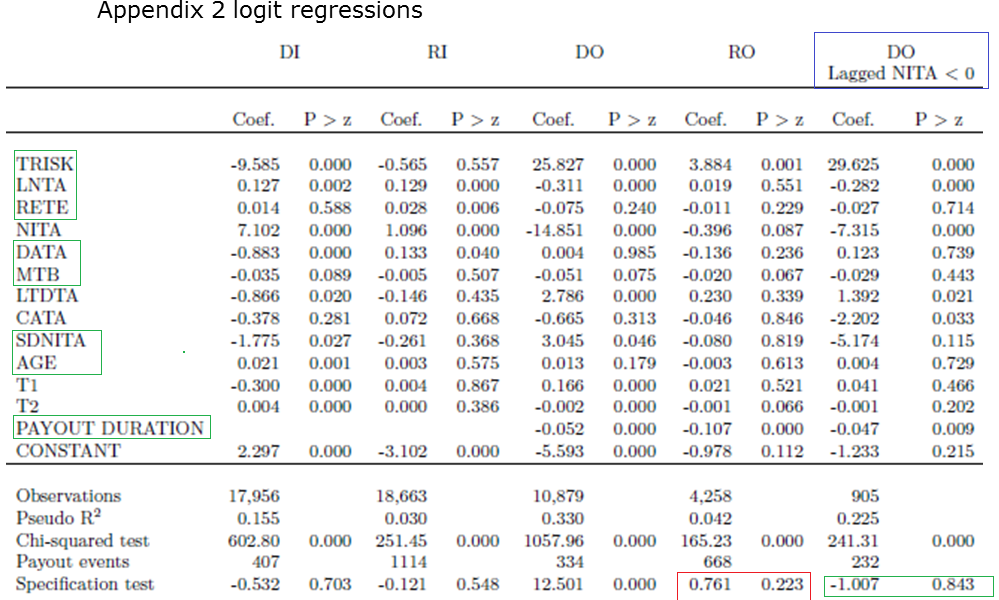 Appendix 2 logit regressions
DI RI DO RO DO
Lagged NITA < 0
Coef. P > z Coef. P > z Coef. P > z Coef. P > z Coef. P > z
TRISK -9.585 0.000 -0.565 0.557 25.827 0.000 3.884 0.001 29.625 0.000
LNTA 0.127 0.002 0.129 0.000 -0.311 0.000 0.019 0.551 -0.282 0.000
RETE 0.014 0.588 0.028 0.006 -0.075 0.240 -0.011 0.229 -0.027 0.714
NITA 7.102 0.000 1.096 0.000 -14.851 0.000 -0.396 0.087 -7.315 0.000
DATA -0.883 0.000 0.133 0.040 0.004 0.985 -0.136 0.236 0.123 0.739
MTB -0.035 0.089 -0.005 0.507 -0.051 0.075 -0.020 0.067 -0.029 0.443
LTDTA -0.866 0.020 -0.146 0.435 2.786 0.000 0.230 0.339 1.392 0.021
CATA -0.378 0.281 0.072 0.668 -0.665 0.313 -0.046 0.846 -2.202 0.033
SDNITA -1.775 0.027 -0.261 0.368 3.045 0.046 -0.080 0.819 -5.174 0.115
AGE 0.021 0.001 0.003 0.575 0.013 0.179 -0.003 0.613 0.004 0.729
T1 -0.300 0.000 0.004 0.867 0.166 0.000 0.021 0.521 0.041 0.466
T2 0.004 0.000 0.000 0.386 -0.002 0.000 -0.001 0.066 -0.001 0.202
PAYOUT DURATION -0.052 0.000 -0.107 0.000 -0.047 0.009
CONSTANT 2.297 0.000 -3.102 0.000 -5.593 0.000 -0.978 0.112 -1.233 0.215
Observations 17,956 18,663 10,879 4,258 905
Pseudo R² 0.155 0.030 0.330 0.042 0.225
Chi-squared test 602.80 0.000 251.45 0.000 1057.96 0.000 165.23 0.000 241.31 0.000
Payout events 407 1114 334 668 232
Specification test -0.532 0.703 -0.121 0.548 12.501 0.000 0.761 0.223 -1.007 0.843